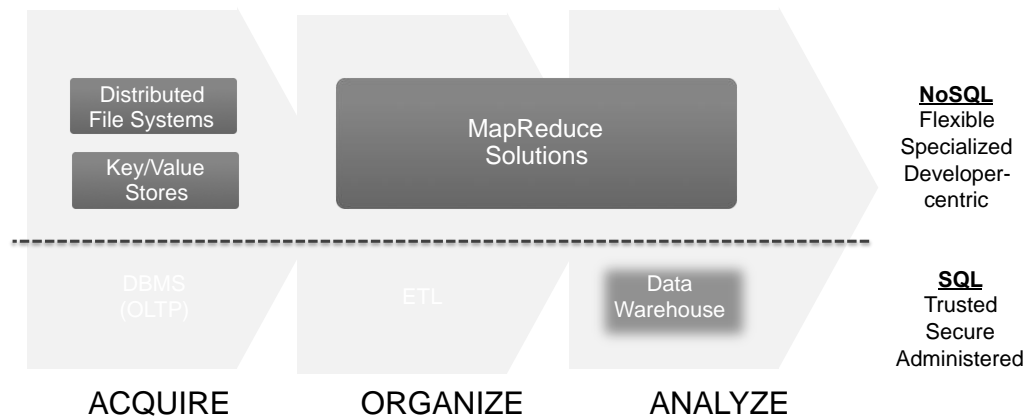 Distributed
File Systems
Key/Value
Stores
MapReduce
Solutions
NoSQL
Flexible
Specialized
Developer-
centric
DBMS
(OLTP)
ETL
Data
Warehouse
SQL
Trusted
Secure
Administered
ACQUIRE
ORGANIZE
ANALYZE